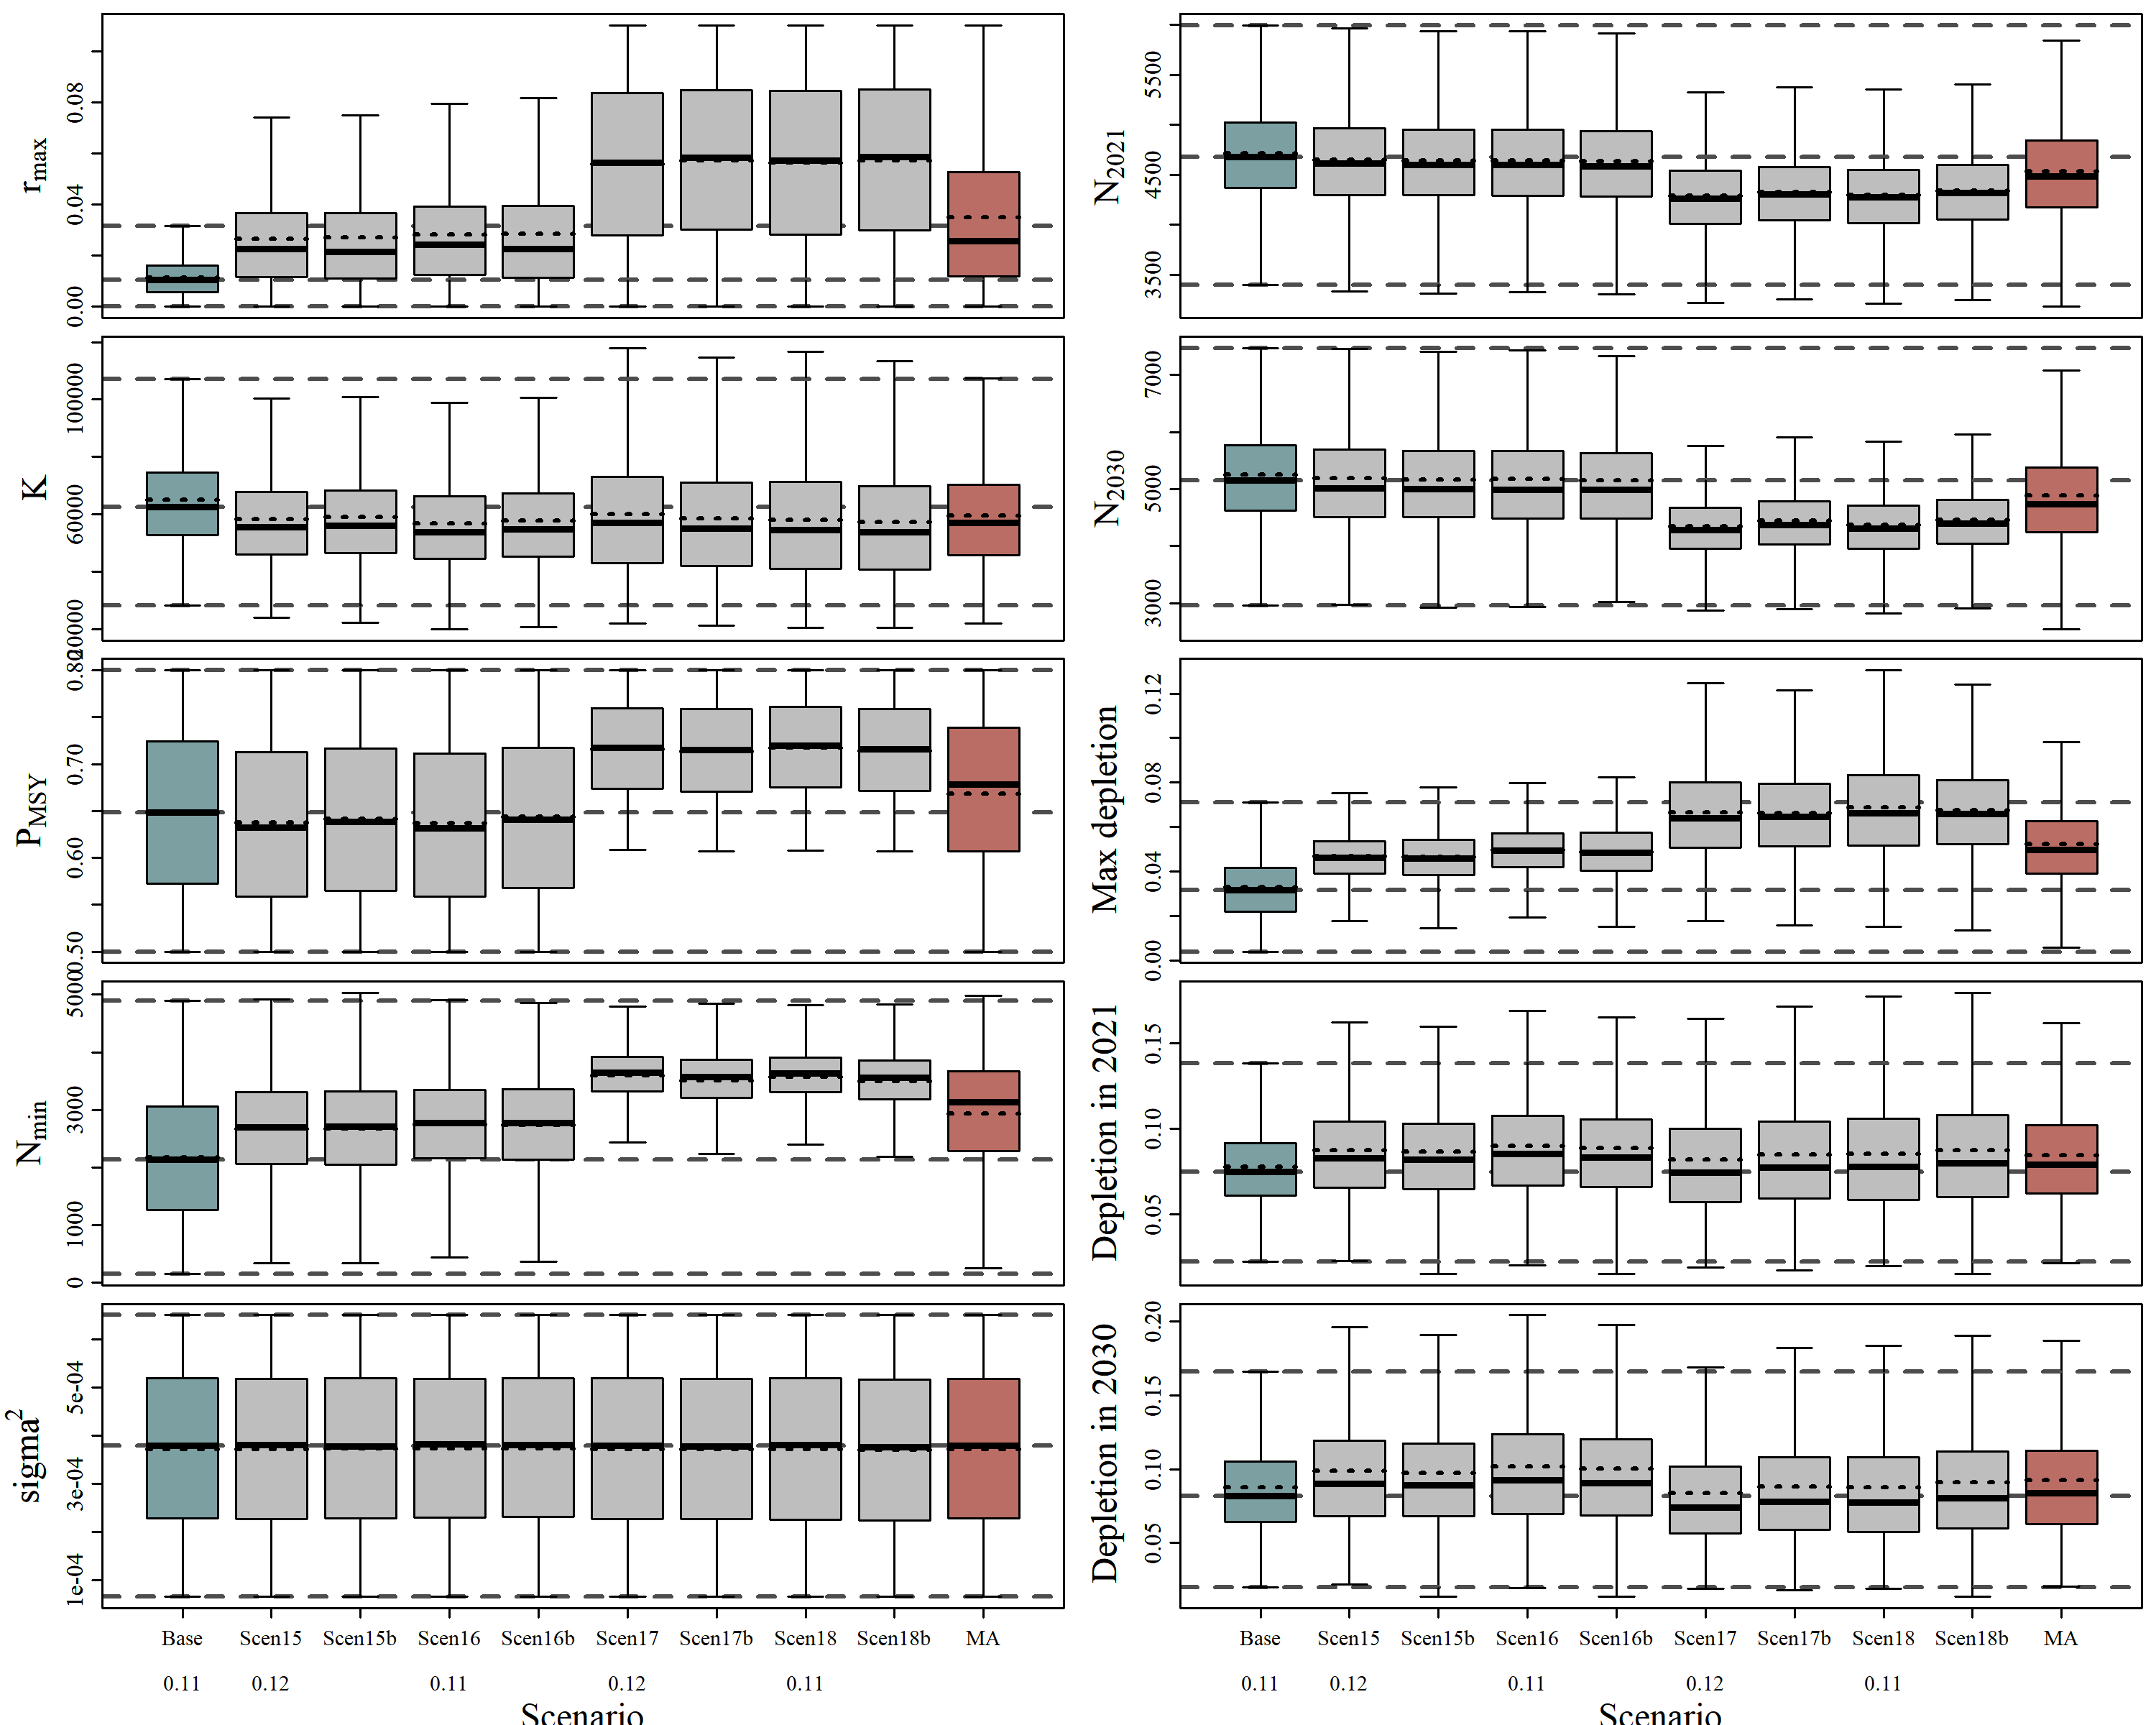 r_max
0.00 0.04 0.08
K
20000 60000 100000
P_MSY
0.50 0.60 0.70 0.80
N_min
0 1000 3000 5000
sigma^2
1e-04 3e-04 5e-04
Base Scen15 Scen15b Scen16 Scen16b Scen17 Scen17b Scen18 Scen18b MA
0.11 0.12 0.11 0.12 0.11
Scenario
N_2021
3500 4500 5500
N_2030
3000 5000 7000
Max depletion
0.00 0.04 0.08 0.12
Depletion in 2021
0.05 0.10 0.15
Depletion in 2030
0.05 0.10 0.15 0.20
Base Scen15 Scen15b Scen16 Scen16b Scen17 Scen17b Scen18 Scen18b MA
0.11 0.12 0.11 0.12 0.11
Scenario